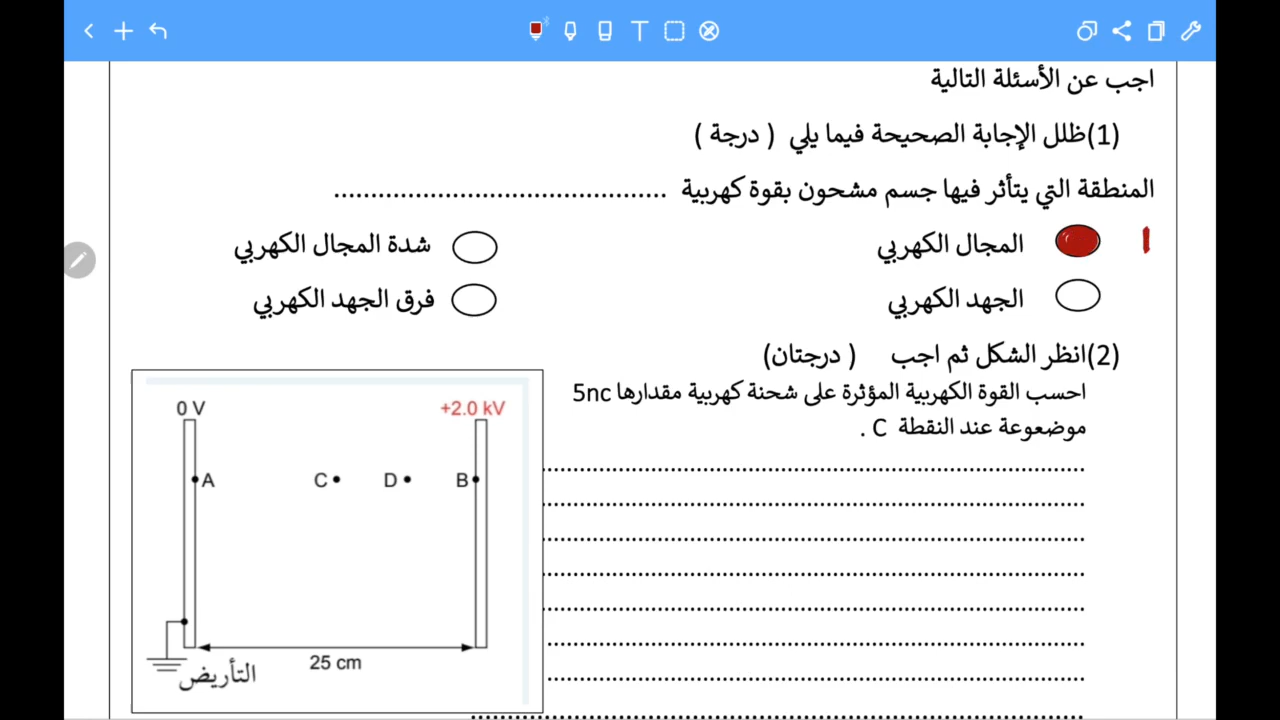 اجب عن الأسئلة التالية
(1)ظلل الإجابة الصحيحة فيما يلي ( درجة )
المنطقة التي يتأثر فيها جسم مشحون بقوة كهربية ............................................
ا المجال الكهربي شدة المجال الكهربي
الجهد الكهربي فرق الجهد الكهربي
(2)انظر الشكل ثم اجب ( درجتان)
احسب القوة الكهربية المؤثرة على شحنة كهربية مقدارها 5nc
موضعوعة عند النقطة C .
0 V +2.0 kV
A C D B
25 cm
التأريض
T